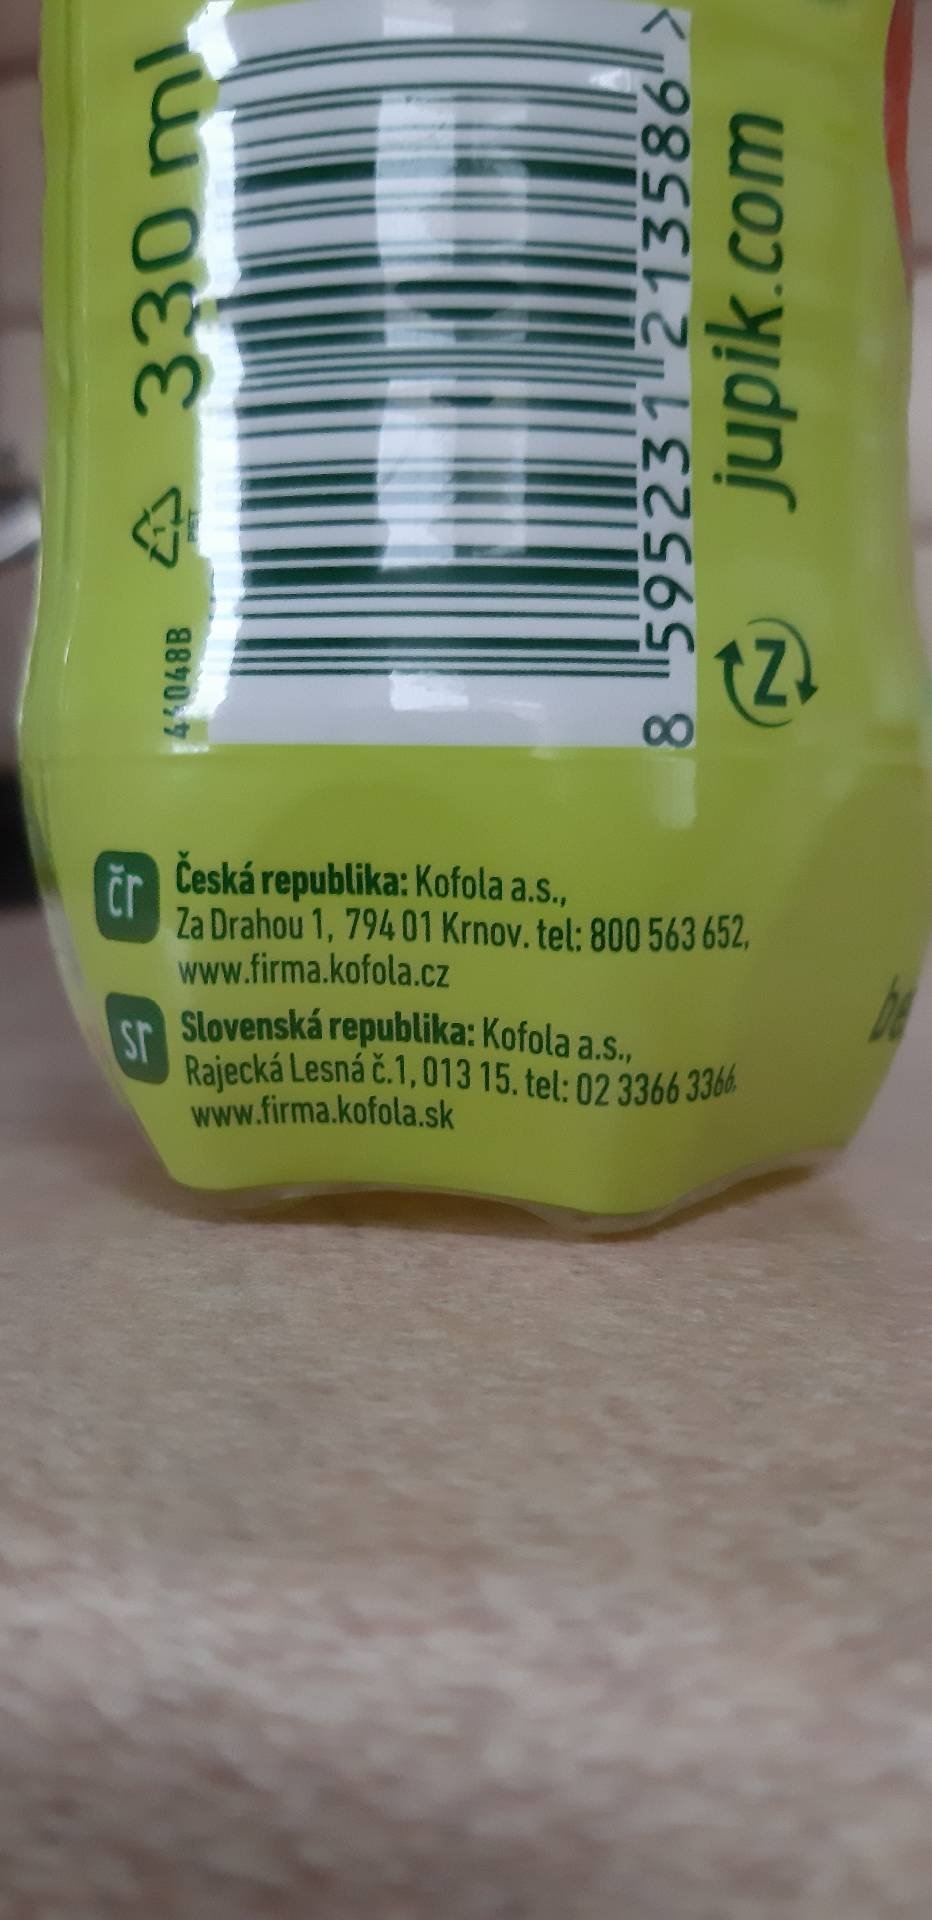 330 ml
1
PET
44048B
8 595231 213586 >
jupik.com
Z
čr
Česká republika: Kofola a.s.,
Za Drahou 1, 794 01 Krnov. tel: 800 563 652,
www.firma.kofola.cz
sr
Slovenská republika: Kofola a.s.,
Rajecká Lesná č.1, 013 15. tel: 02 3366 3366.
www.firma.kofola.sk